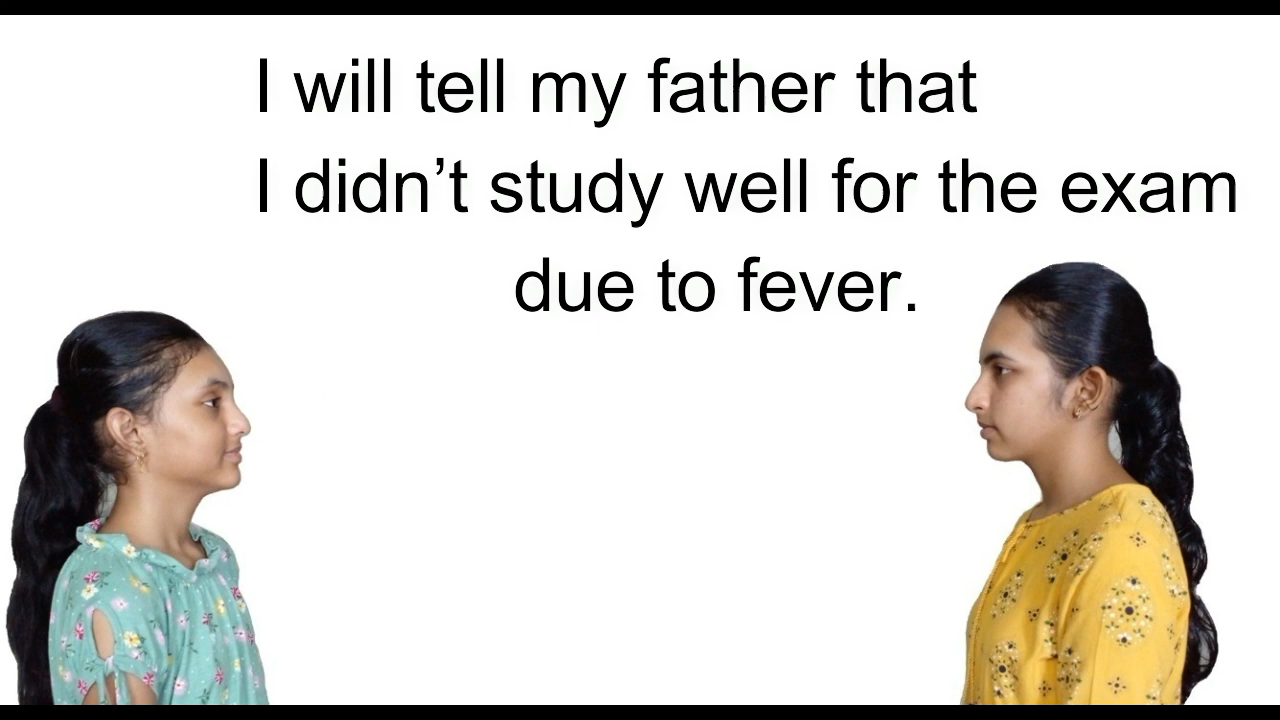 I will tell my father that
I didn’t study well for the exam
due to fever.